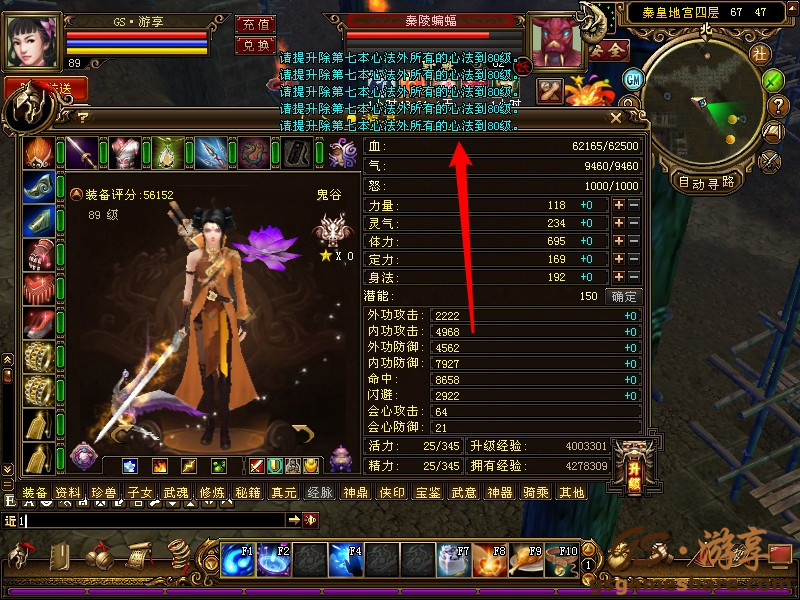 GS·游享
充值
兑换
89
秦陵蝙蝠
秦皇地宫四层 67 47
北
社
GM
?
自动寻路
请提升除第七本心法外所有的心法到80级。
请提升除第七本心法外所有的心法到80级。
请提升除第七本心法外所有的心法到80级。
请提升除第七本心法外所有的心法到80级。
请提升除第七本心法外所有的心法到80级。
装备评分:56152
89 级
鬼谷
X 0
血: 62165/62500
气: 9460/9460
怒: 1000/1000
力量: 118 +0
灵气: 234 +0
体力: 695 +0
定力: 169 +0
身法: 192 +0
潜能: 150 确定
外功攻击: 2222 +0
内功攻击: 4968 +0
外功防御: 4562 +0
内功防御: 7927 +0
命中: 8658 +0
闪避: 2922 +0
会心攻击: 64
会心防御: 21
活力: 25/345 升级经验: 4003301
精力: 25/345 拥有经验: 4278309
升级
装备 资料 珍兽 子女 武魂 修炼 秘籍 真元 经脉 神鼎 侠印 宝鉴 武意 神器 骑乘 其他
近1
F1 F2 F4 F7 F8 F9 F10 1
GS·游享